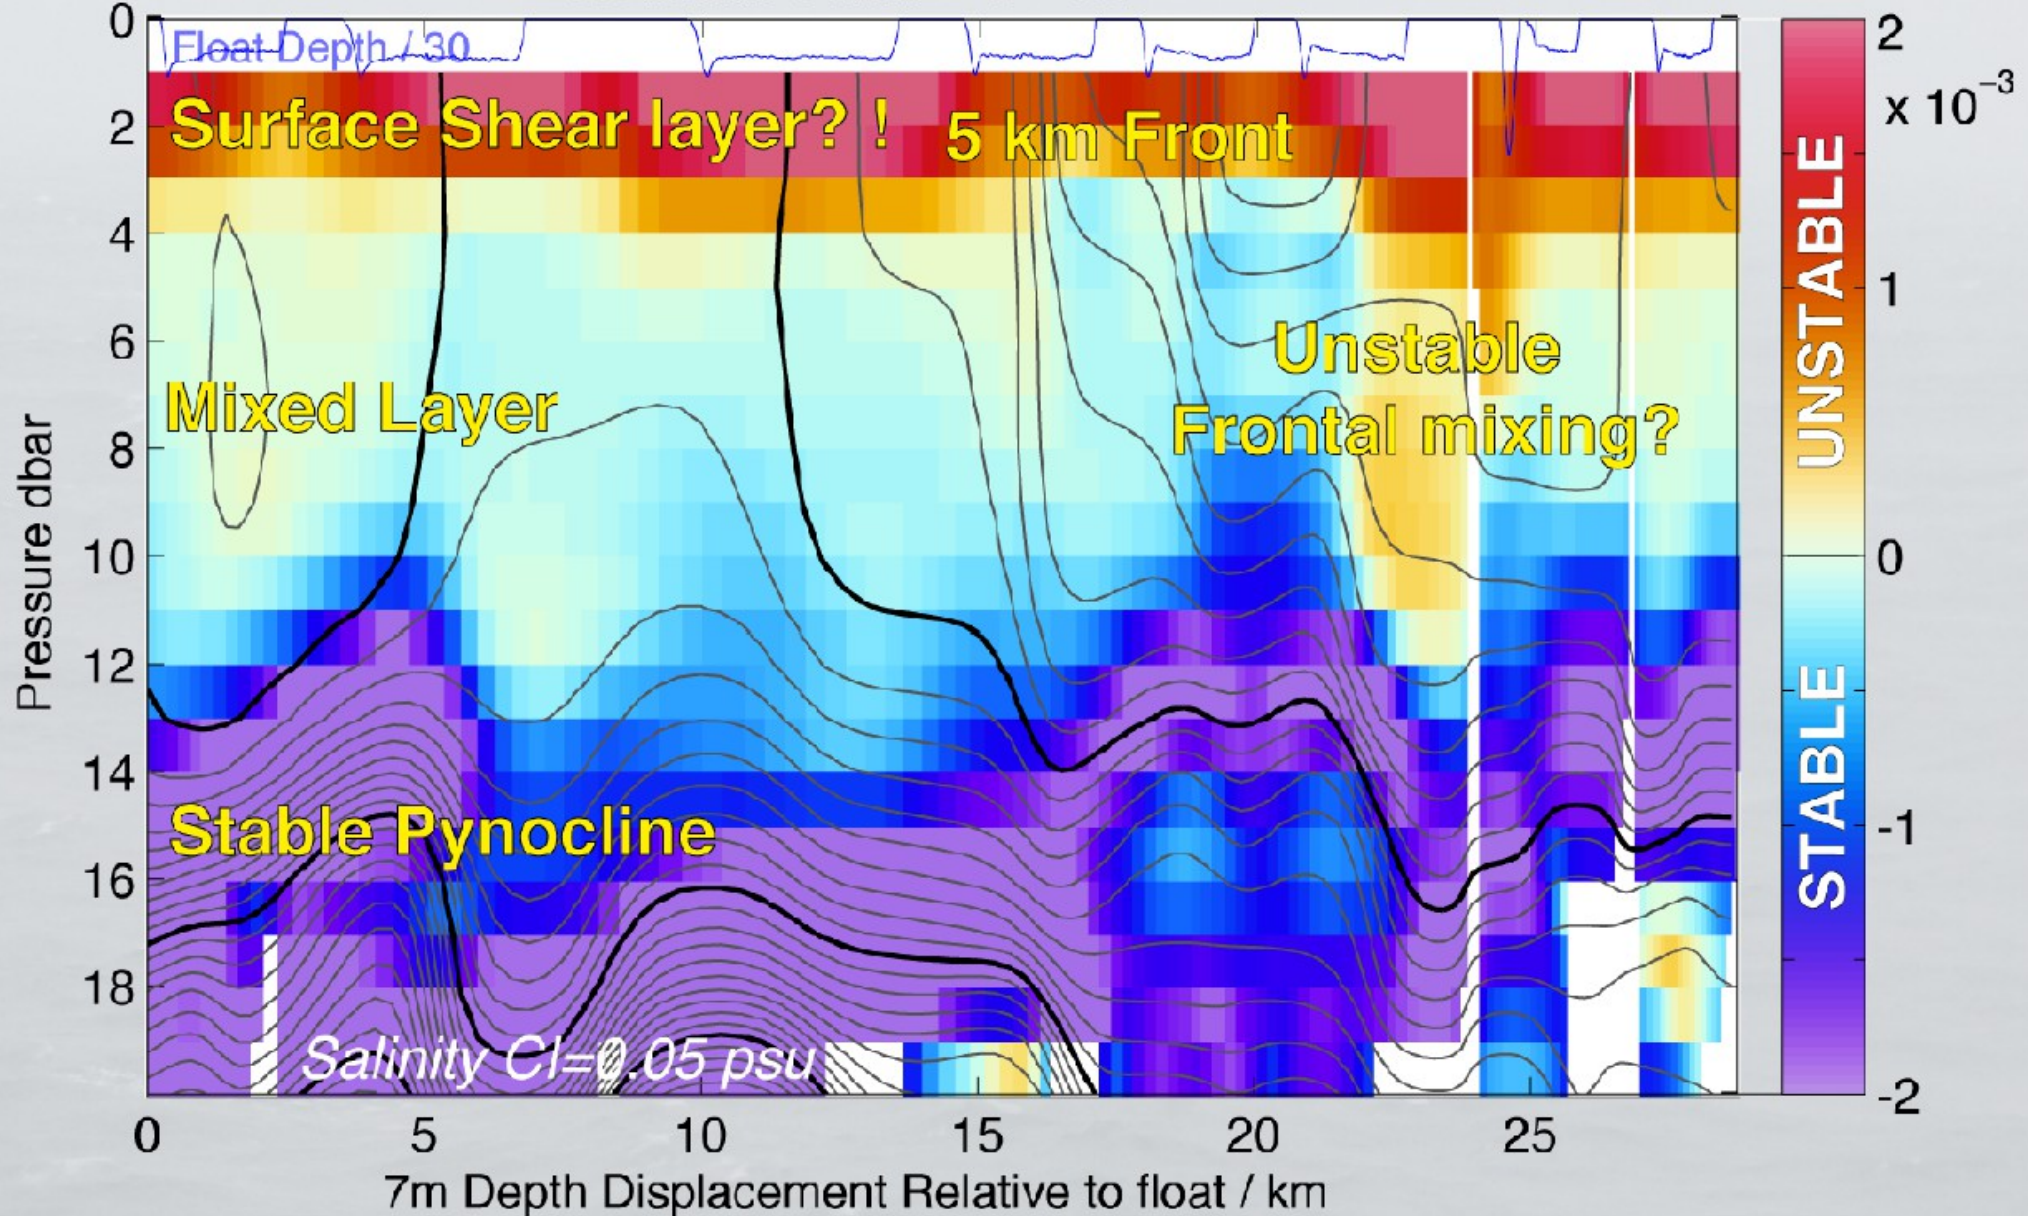 0
Float Depth / 30
2
Surface Shear layer? !
5 km Front
2
x 10
-3
4
1
6
Unstable
Mixed Layer
Frontal mixing?
8
Pressure dbar
UNSTABLE
10
0
12
STABLE
14
Stable Pynocline
-1
16
18
Salinity CI=0.05 psu
-2
0 5 10 15 20 25
7m Depth Displacement Relative to float / km